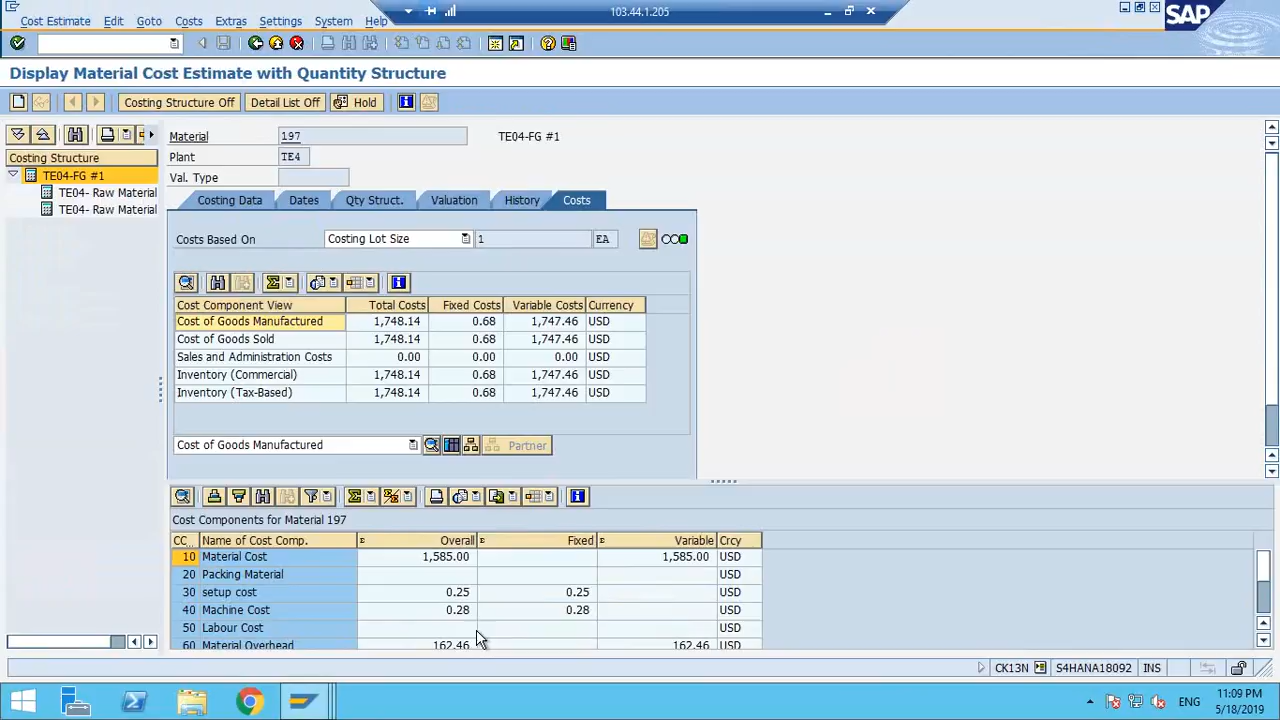 103.44.1.205
Cost Estimate Edit Goto Costs Extras Settings System Help
SAP
Display Material Cost Estimate with Quantity Structure
Costing Structure Off Detail List Off Hold
Material 197 TE04-FG #1
Plant TE4
Val. Type
Costing Structure
TE04-FG #1
TE04- Raw Material
TE04- Raw Material
Costing Data Dates Qty Struct. Valuation History Costs
Costs Based On Costing Lot Size 1 EA
Cost Component View Total Costs Fixed Costs Variable Costs Currency
Cost of Goods Manufactured 1,748.14 0.68 1,747.46 USD
Cost of Goods Sold 1,748.14 0.68 1,747.46 USD
Sales and Administration Costs 0.00 0.00 0.00 USD
Inventory (Commercial) 1,748.14 0.68 1,747.46 USD
Inventory (Tax-Based) 1,748.14 0.68 1,747.46 USD
Cost of Goods Manufactured Partner
Cost Components for Material 197
CC... Name of Cost Comp. Σ Overall Σ Fixed Σ Variable Crcy
10 Material Cost 1,585.00 1,585.00 USD
20 Packing Material USD
30 setup cost 0.25 0.25 USD
40 Machine Cost 0.28 0.28 USD
50 Labour Cost USD
60 Material Overhead 162.46 162.46 USD
CK13N S4HANA18092 INS
ENG 11:09 PM
5/18/2019